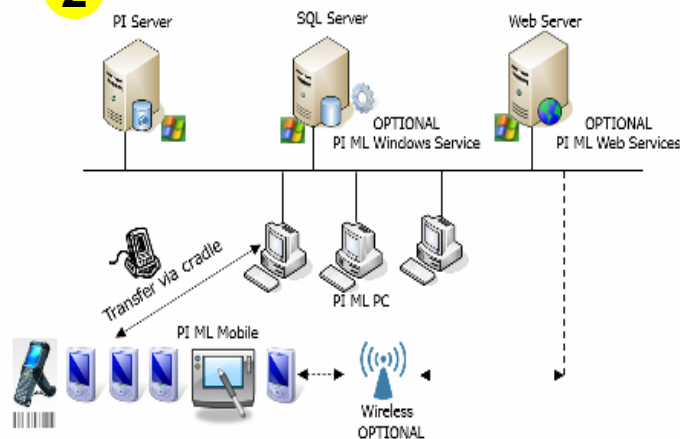 2
PI Server
SQL Server
Web Server
OPTIONAL
PI ML Windows Service
OPTIONAL
PI ML Web Services
Transfer via cradle
PI ML PC
PI ML Mobile
Wireless
OPTIONAL